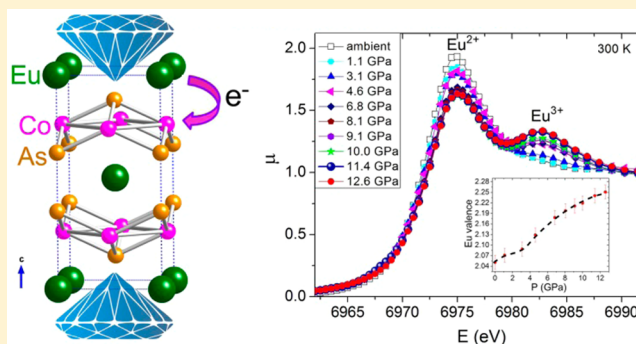 Eu
Co
As
e-
c
300 K
Eu2+
Eu3+
ambient
1.1 GPa
3.1 GPa
4.6 GPa
6.8 GPa
8.1 GPa
9.1 GPa
10.0 GPa
11.4 GPa
12.6 GPa
μ
2.0
1.5
1.0
0.5
0.0
6965 6970 6975 6980 6985 6990
E (eV)
Eu valence
2.28
2.25
2.22
2.19
2.16
2.13
2.10
2.07
2.04
0 2 4 6 8 10 12
P (GPa)